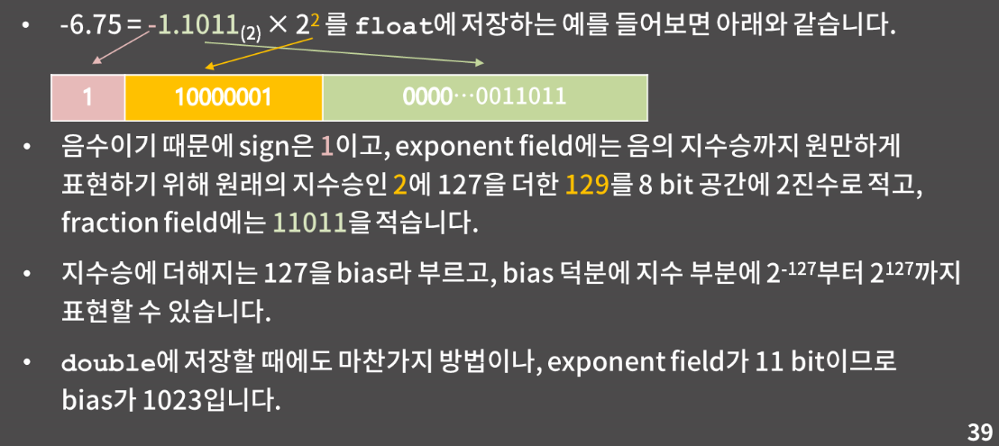 • -6.75 = -1.1011(2) × 2² 를 float에 저장하는 예를 들어보면 아래와 같습니다.
1 10000001 0000…0011011
• 음수이기 때문에 sign은 1이고, exponent field에는 음의 지수승까지 원만하게
표현하기 위해 원래의 지수승인 2에 127을 더한 129를 8 bit 공간에 2진수로 적고,
fraction field에는 11011을 적습니다.
• 지수승에 더해지는 127을 bias라 부르고, bias 덕분에 지수 부분에 2⁻¹²⁷부터 2¹²⁷까지
표현할 수 있습니다.
• double에 저장할 때에도 마찬가지 방법이나, exponent field가 11 bit이므로
bias가 1023입니다.
39